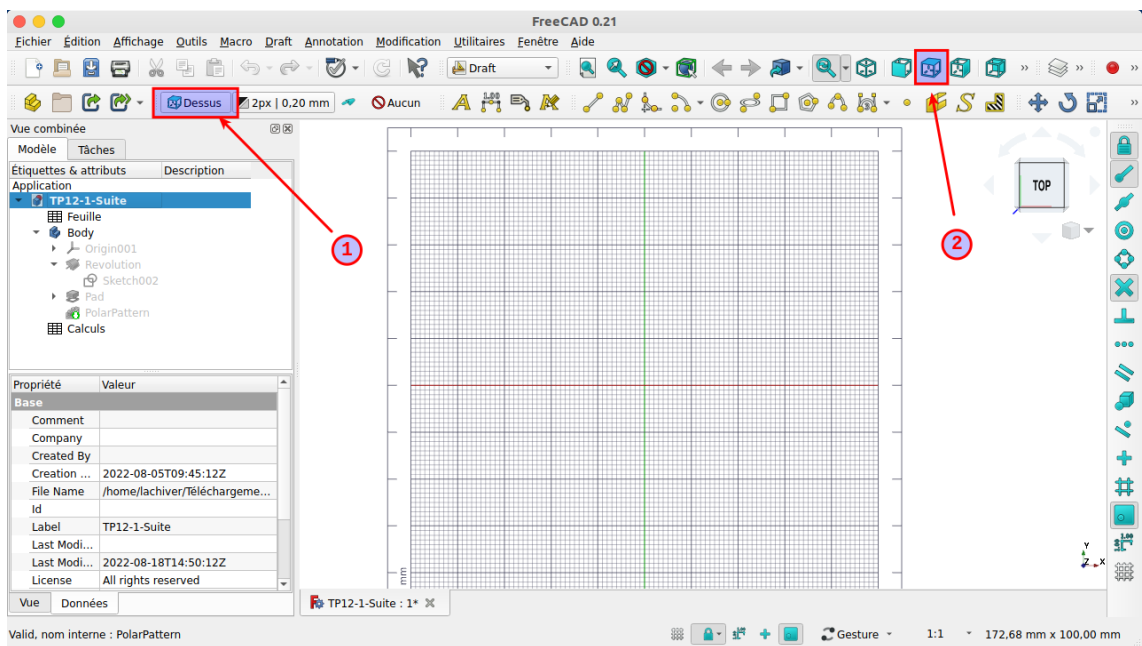 FreeCAD 0.21
Fichier Édition Affichage Outils Macro Draft Annotation Modification Utilitaires Fenêtre Aide
Draft
Dessus 2px | 0,20 mm Aucun
Vue combinée
Modèle Tâches
Étiquettes & attributs Description
Application
TP12-1-Suite
Feuille
Body
Origin001
Revolution
Sketch002
Pad
PolarPattern
Calculs
1
2
TOP
Propriété Valeur
Base
Comment
Company
Created By
Creation ... 2022-08-05T09:45:12Z
File Name /home/lachiver/Téléchargeme...
Id
Label TP12-1-Suite
Last Modi...
Last Modi... 2022-08-18T14:50:12Z
License All rights reserved
Vue Données
mm
Y
Z X
1.00
TP12-1-Suite : 1*
Valid, nom interne : PolarPattern
Gesture 1:1 172,68 mm x 100,00 mm